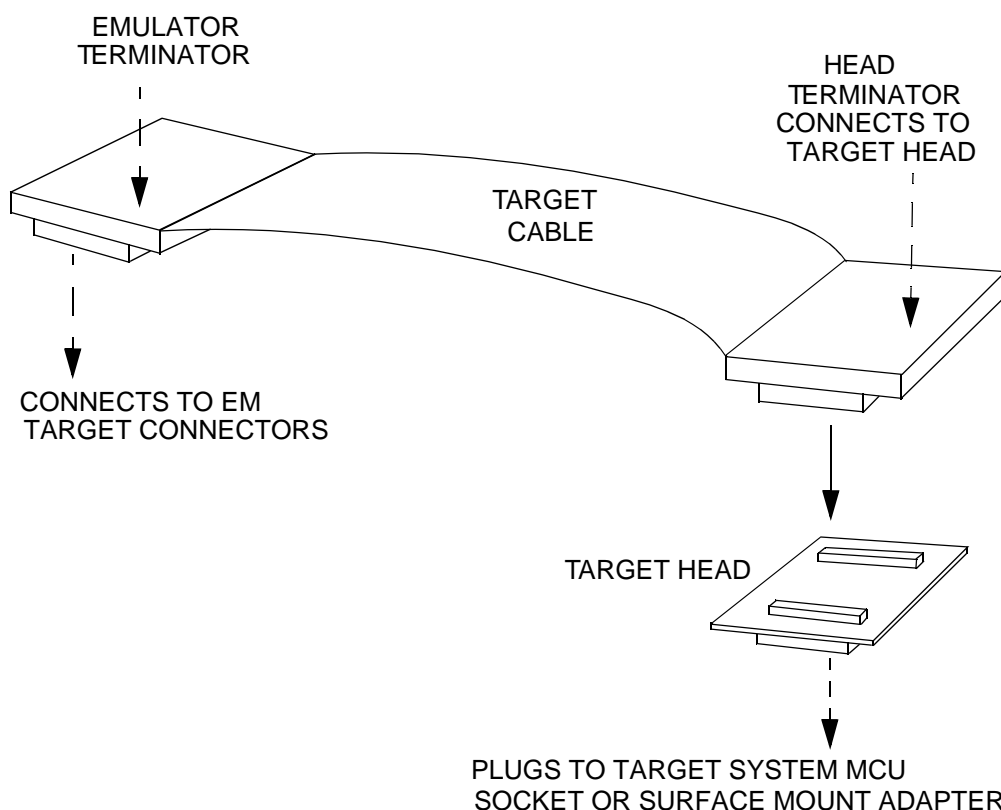 EMULATOR
TERMINATOR
HEAD
TERMINATOR
CONNECTS TO
TARGET HEAD
TARGET
CABLE
CONNECTS TO EM
TARGET CONNECTORS
TARGET HEAD
PLUGS TO TARGET SYSTEM MCU
SOCKET OR SURFACE MOUNT ADAPTER